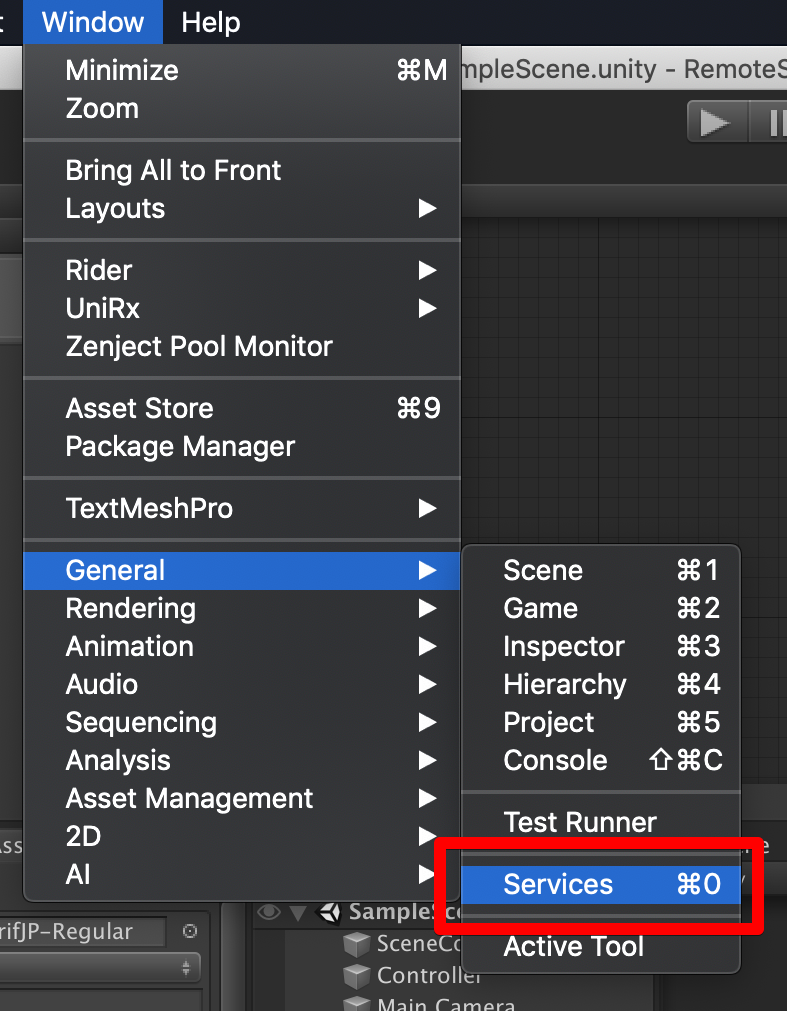 Window Help
Minimize ⌘M
Zoom
Bring All to Front
Layouts
Rider
UniRx
Zenject Pool Monitor
Asset Store ⌘9
Package Manager
TextMeshPro
General
Rendering
Animation
Audio
Sequencing
Analysis
Asset Management
2D
AI
mpleScene.unity - RemoteS
Scene ⌘1
Game ⌘2
Inspector ⌘3
Hierarchy ⌘4
Project ⌘5
Console ⇧⌘C
Test Runner
Services ⌘0
Active Tool
Ass
rifJP-Regular
SampleSc
SceneCo
Controller
Main Camera